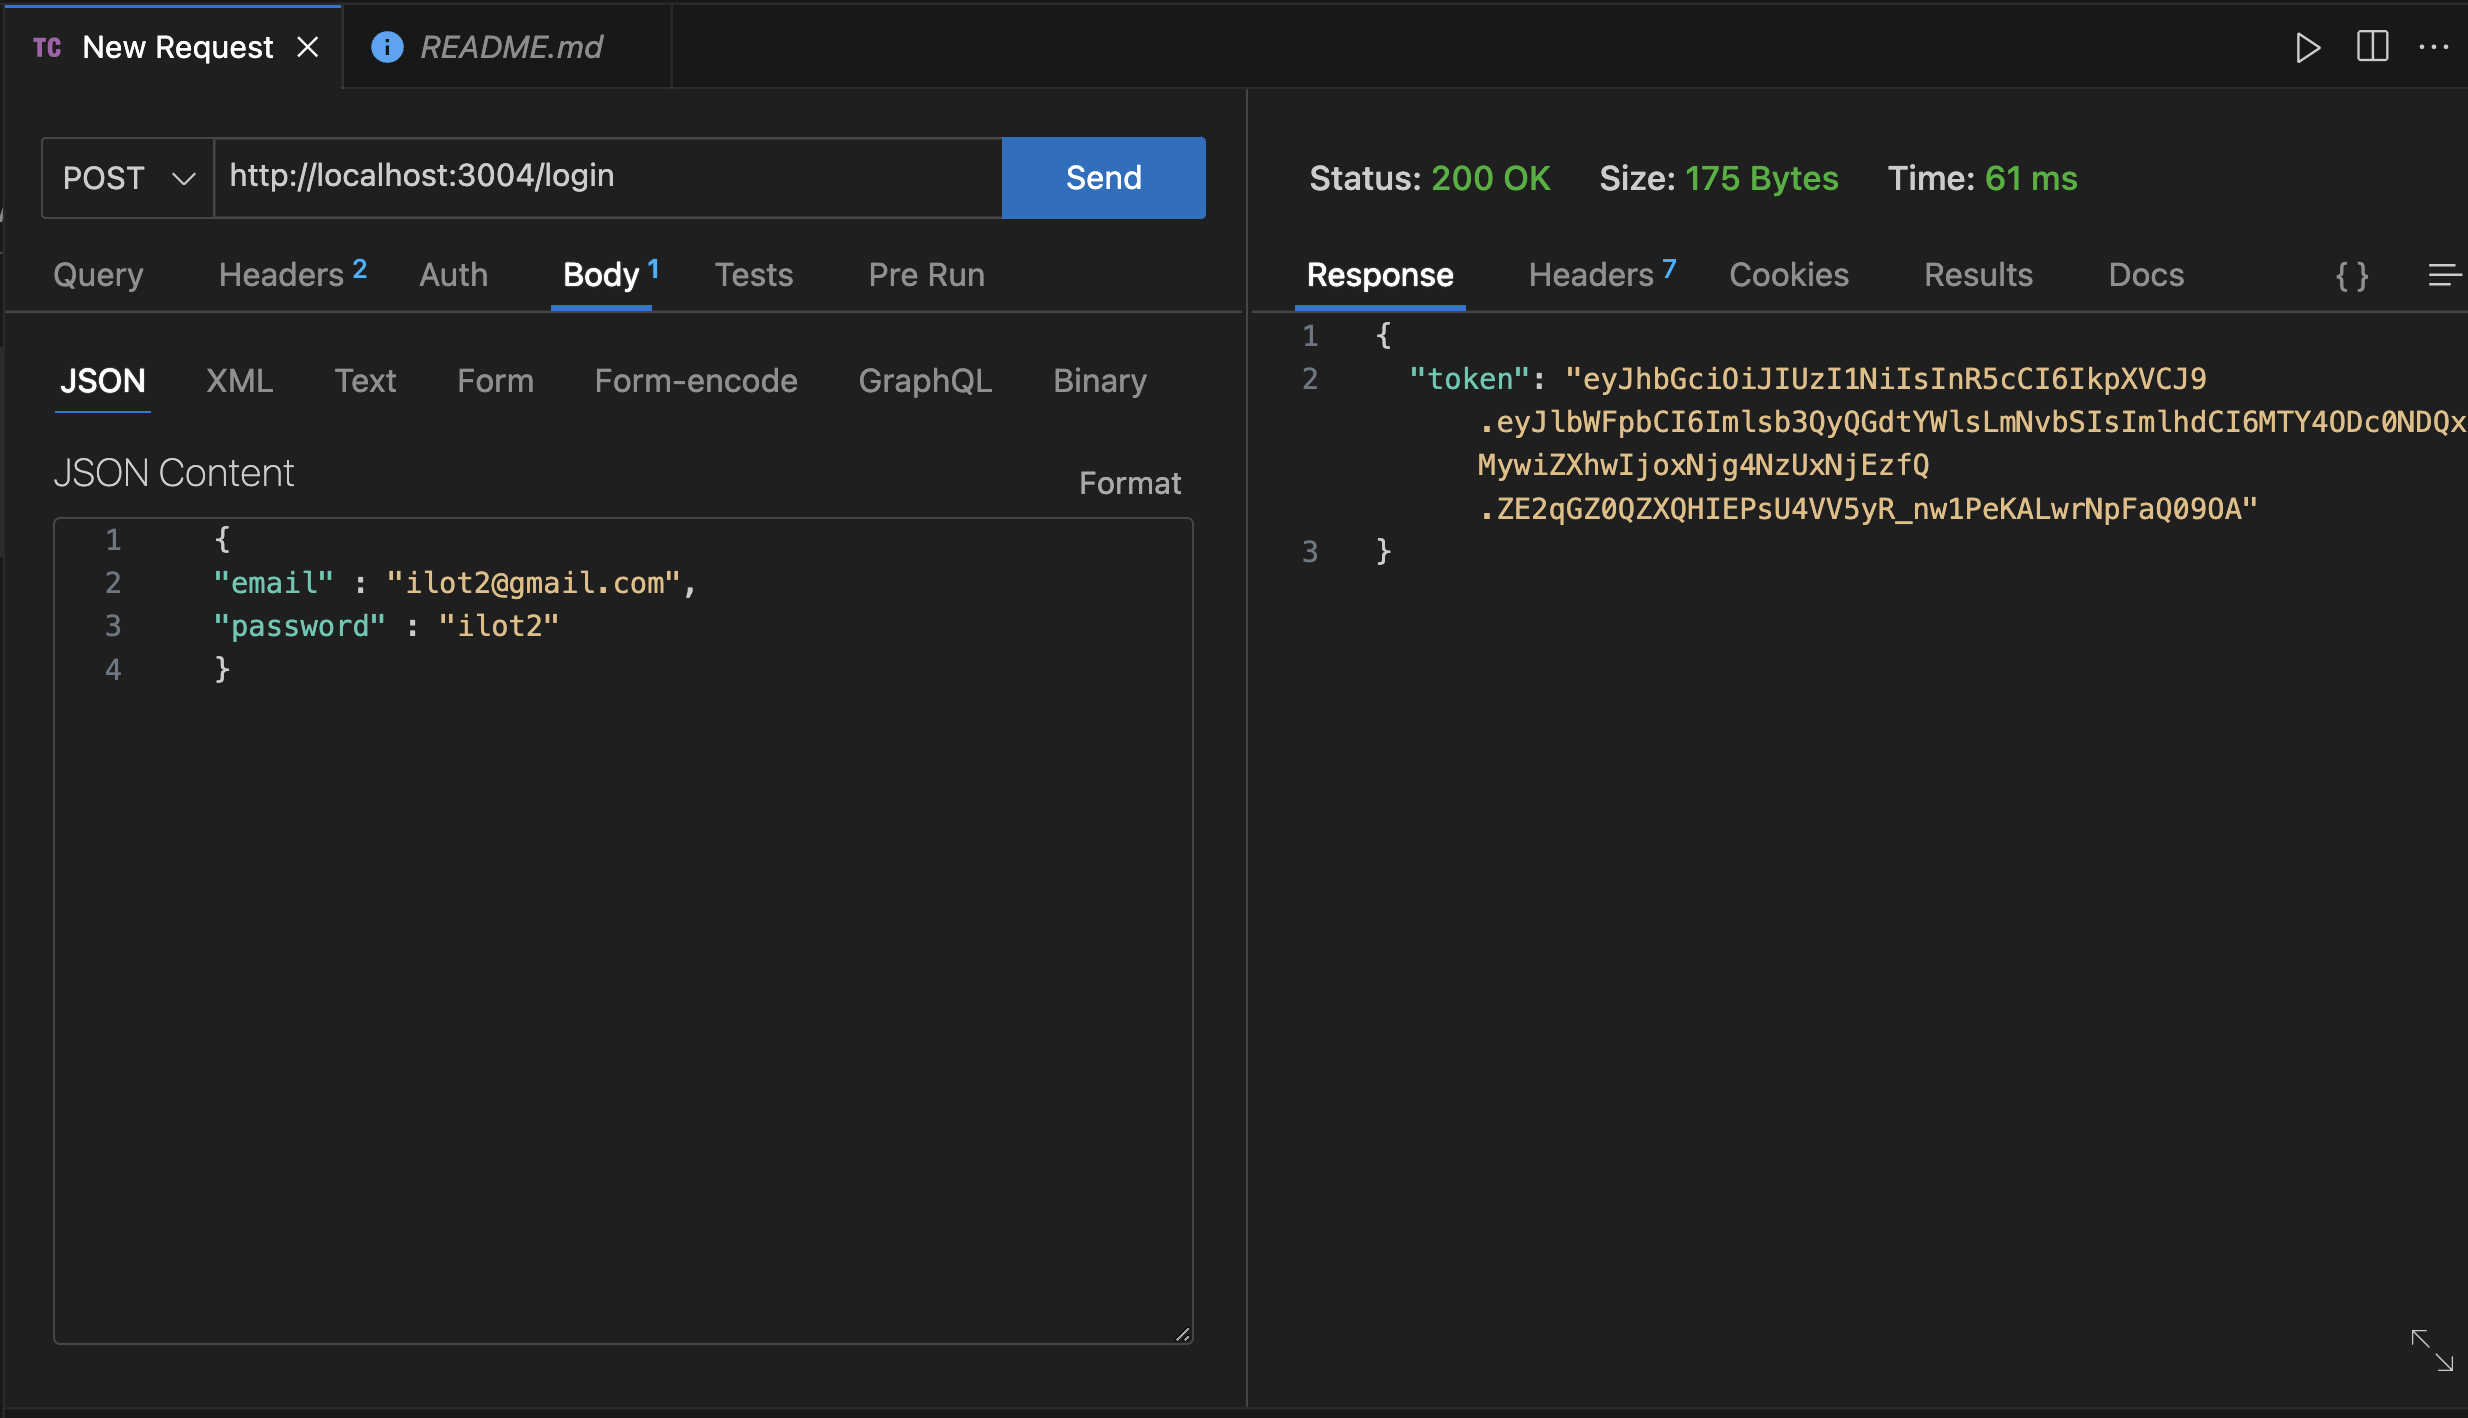 TC New Request README.md
POST http://localhost:3004/login Send
Query Headers 2 Auth Body 1 Tests Pre Run
JSON XML Text Form Form-encode GraphQL Binary
JSON Content
Format
1 {
2 "email" : "ilot2@gmail.com",
3 "password" : "ilot2"
4 }
Status: 200 OK Size: 175 Bytes Time: 61 ms
Response Headers 7 Cookies Results Docs { }
1 {
2 "token": "eyJhbGciOiJIUzI1NiIsInR5cCI6IkpXVCJ9
.eyJlbWFpbCI6Imlsb3QyQGdtYWlsLmNvbSIsImlhdCI6MTY4ODc0NDQx
MywiZXhwIjoxNjg4NzUxNjEzfQ
.ZE2qGZ0QZXQHIEPsU4VV5yR_nw1PeKALwrNpFaQ09OA"
3 }